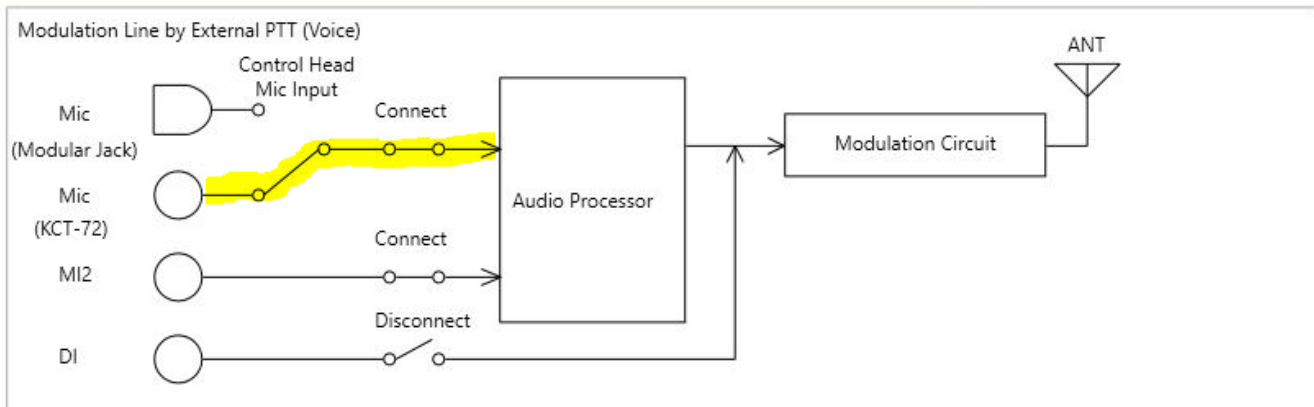 Modulation Line by External PTT (Voice)
ANT
Control Head
Mic Input
Mic
(Modular Jack)
Connect
Modulation Circuit
Mic
(KCT-72)
Audio Processor
Connect
MI2
Disconnect
DI